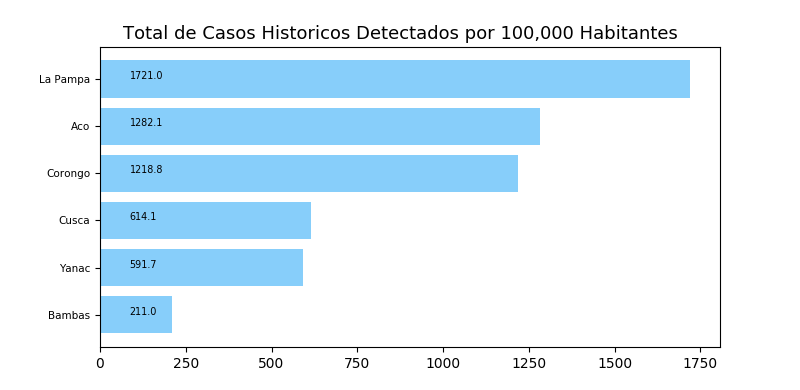 Total de Casos Historicos Detectados por 100,000 Habitantes
La Pampa 1721.0
Aco 1282.1
Corongo 1218.8
Cusca 614.1
Yanac 591.7
Bambas 211.0
0 250 500 750 1000 1250 1500 1750